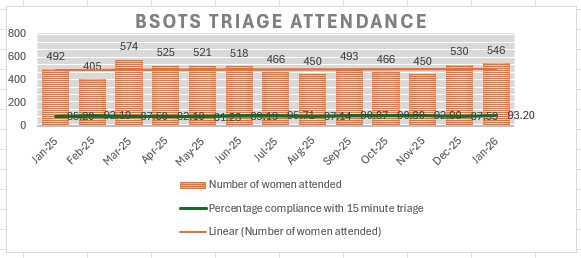 BSOTS TRIAGE ATTENDANCE
800
600
400
200
0
492
405
574
525
521
518
466
450
493
466
450
530
546
93.20
Jan-25
Feb-25
Mar-25
Apr-25
May-25
Jun-25
Jul-25
Aug-25
Sep-25
Oct-25
Nov-25
Dec-25
Jan-26
Number of women attended
Percentage compliance with 15 minute triage
Linear (Number of women attended)